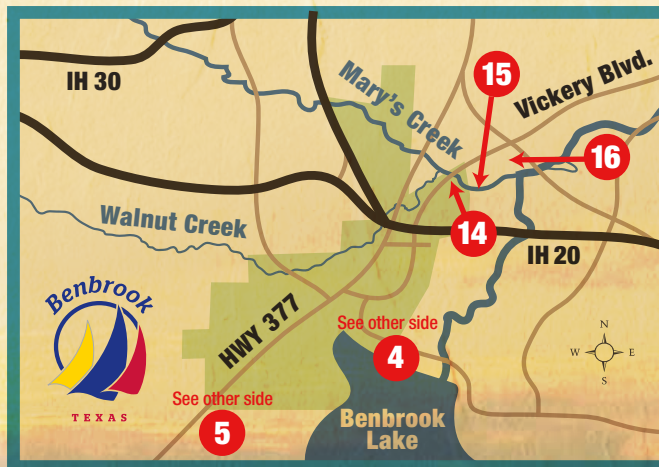 IH 30
Mary's Creek
15
Vickery Blvd.
16
Walnut Creek
14
IH 20
Benbrook
TEXAS
HWY 377
See other side
4
N
W E
S
See other side
5
Benbrook
Lake